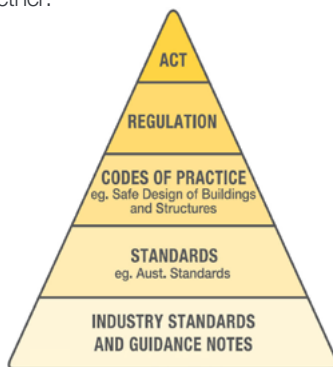 ACT
REGULATION
CODES OF PRACTICE
eg. Safe Design of Buildings
and Structures
STANDARDS
eg. Aust. Standards
INDUSTRY STANDARDS
AND GUIDANCE NOTES